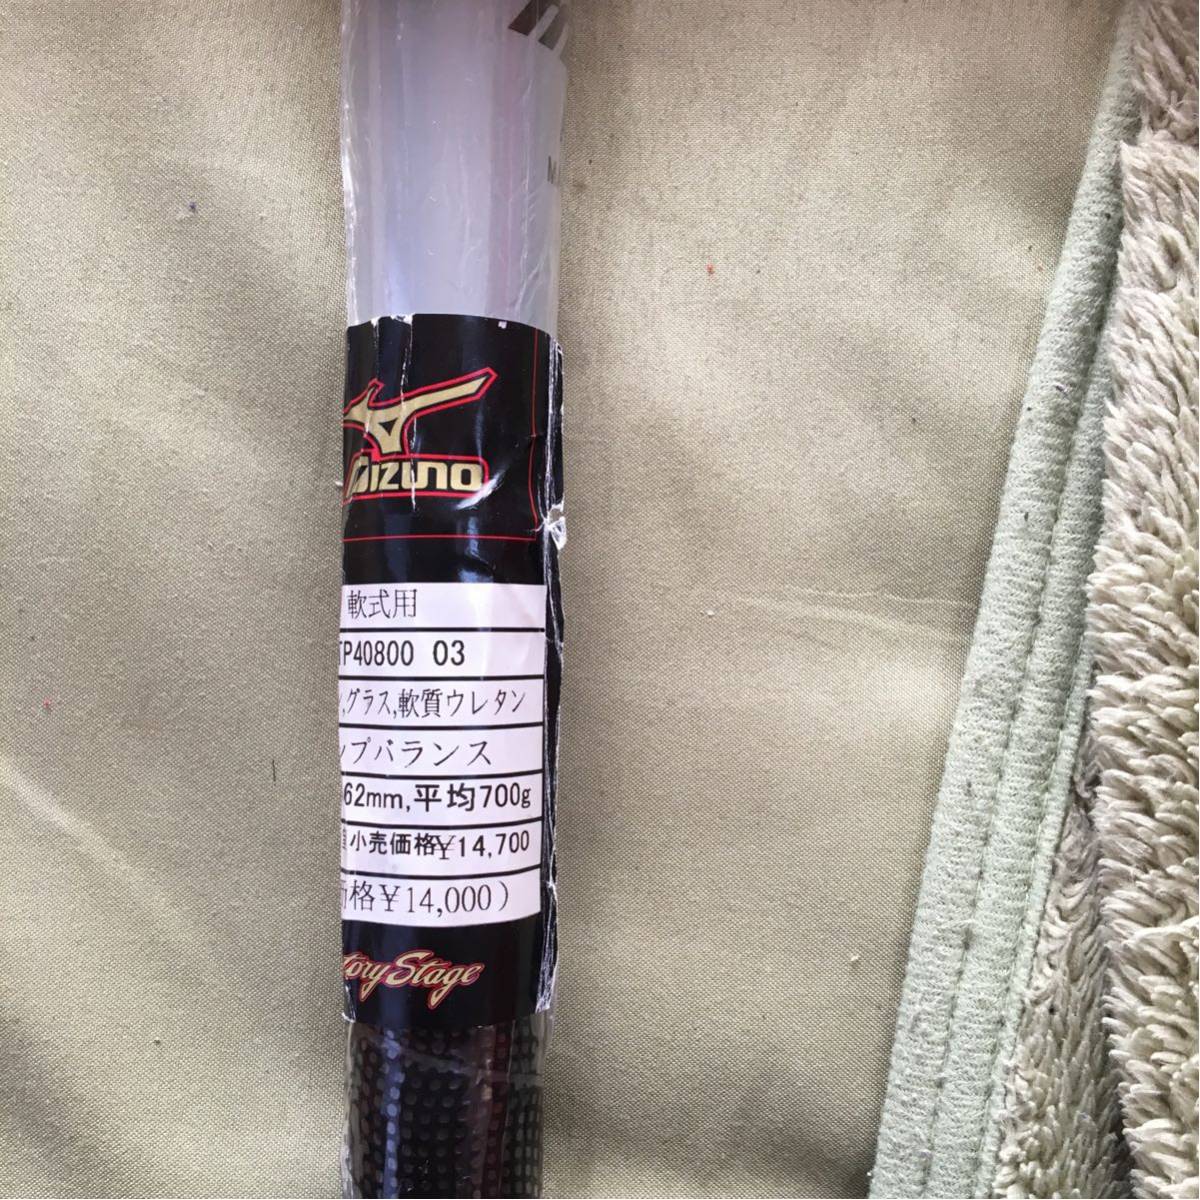 MIZUNO
軟式用
TP40800 03
グラス,軟質ウレタン
プバランス
62mm,平均700g
小売価格¥14,700
価格¥14,000)
tory Stage